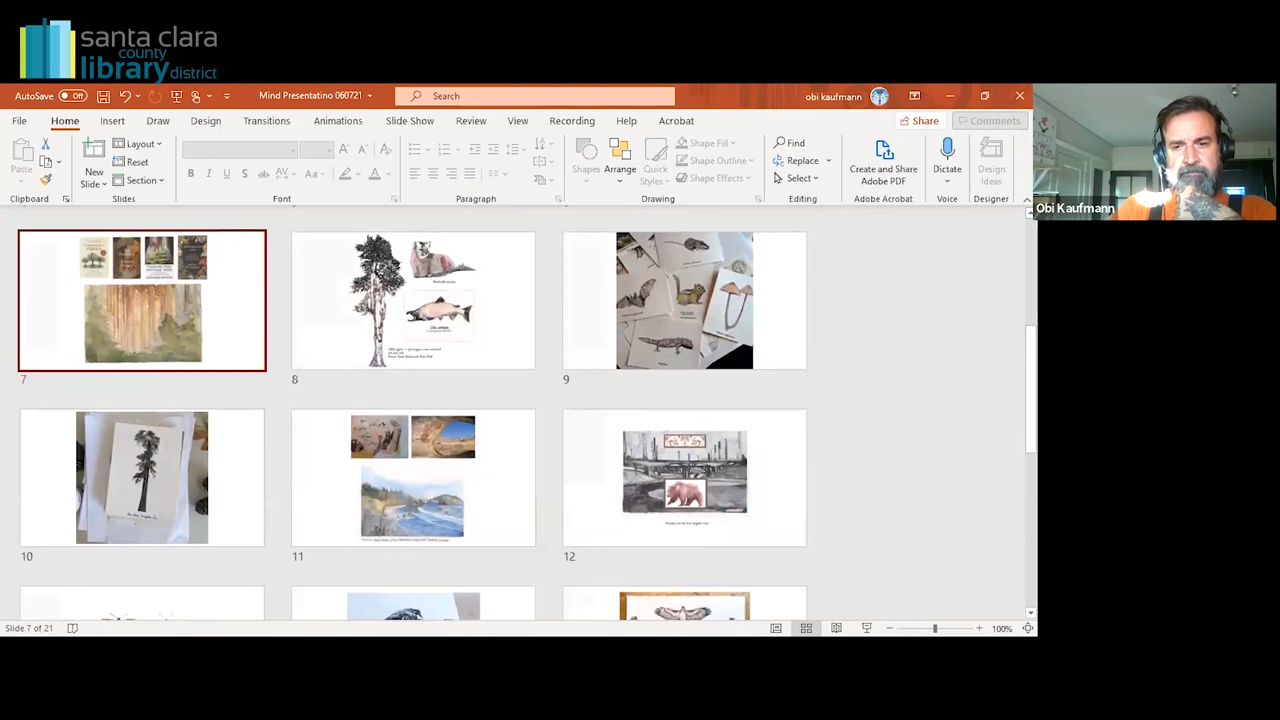 santa clara
county
library district
AutoSave Off
Mind Presentatino 060721
Search
obi kaufmann
File Home Insert Draw Design Transitions Animations Slide Show Review View Recording Help Acrobat
Share
Comments
Paste
Clipboard
New Slide
Layout
Reset
Section
Slides
B I U S ab AV Aa
Font
Paragraph
Shapes
Arrange
Quick Styles
Shape Fill
Shape Outline
Shape Effects
Drawing
Find
Replace
Select
Editing
Create and Share Adobe PDF
Adobe Acrobat
Dictate
Voice
Design Ideas
Designer
Obi Kaufmann
7
8
9
10
11
12
Slide 7 of 21
100%